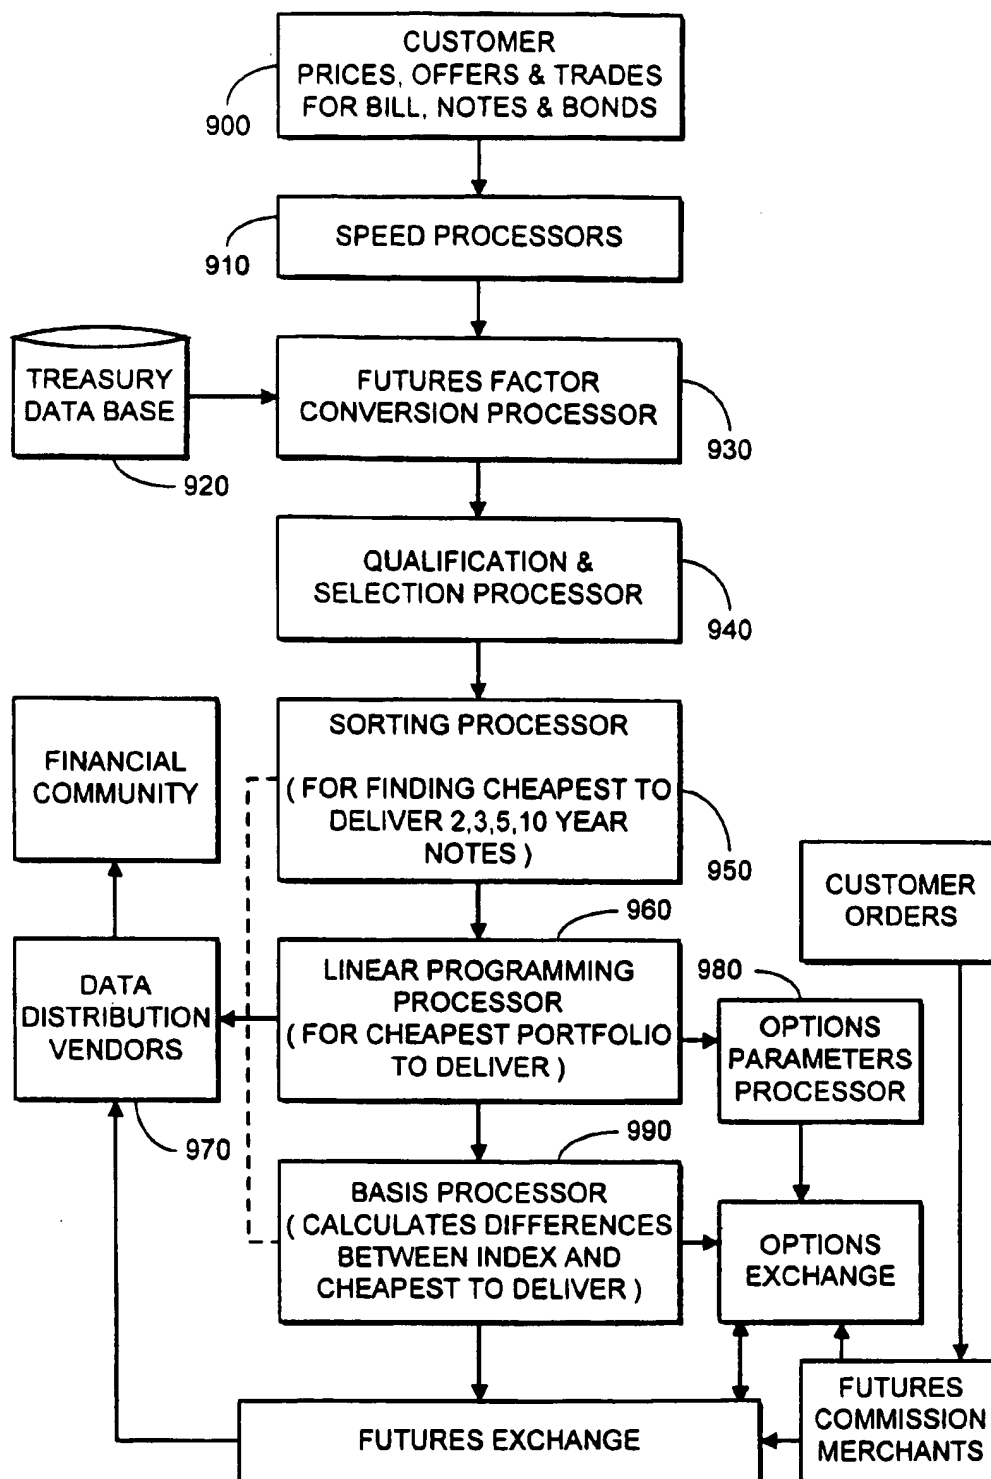 CUSTOMER
PRICES, OFFERS & TRADES
FOR BILL, NOTES & BONDS
900
SPEED PROCESSORS
910
TREASURY
DATA BASE
920
FUTURES FACTOR
CONVERSION PROCESSOR
930
QUALIFICATION &
SELECTION PROCESSOR
940
SORTING PROCESSOR
( FOR FINDING CHEAPEST TO
DELIVER 2,3,5,10 YEAR
NOTES )
950
FINANCIAL
COMMUNITY
CUSTOMER
ORDERS
960
LINEAR PROGRAMMING
PROCESSOR
( FOR CHEAPEST PORTFOLIO
TO DELIVER )
DATA
DISTRIBUTION
VENDORS
970
980
OPTIONS
PARAMETERS
PROCESSOR
990
BASIS PROCESSOR
( CALCULATES DIFFERENCES
BETWEEN INDEX AND
CHEAPEST TO DELIVER )
OPTIONS
EXCHANGE
FUTURES EXCHANGE
FUTURES
COMMISSION
MERCHANTS